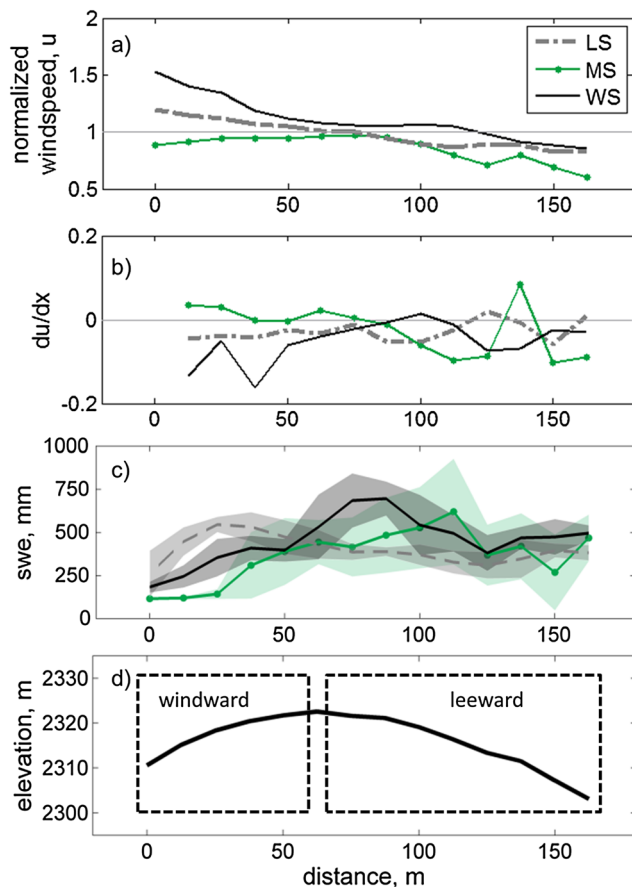 a)
normalized
windspeed, u
2
1.5
1
0.5
LS
MS
WS
0
50
100
150
b)
du/dx
0.2
0
-0.2
0
50
100
150
c)
swe, mm
1000
750
500
250
0
0
50
100
150
d)
elevation, m
2330
2320
2310
2300
windward
leeward
0
50
100
150
distance, m